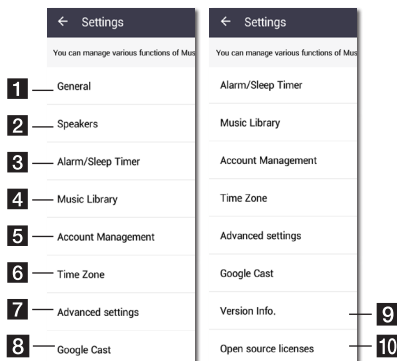 ← Settings
You can manage various functions of Mus
1 General
2 Speakers
3 Alarm/Sleep Timer
4 Music Library
5 Account Management
6 Time Zone
7 Advanced settings
8 Google Cast
← Settings
You can manage various functions of Mus
Alarm/Sleep Timer
Music Library
Account Management
Time Zone
Advanced settings
Google Cast
Version Info. 9
Open source licenses 10